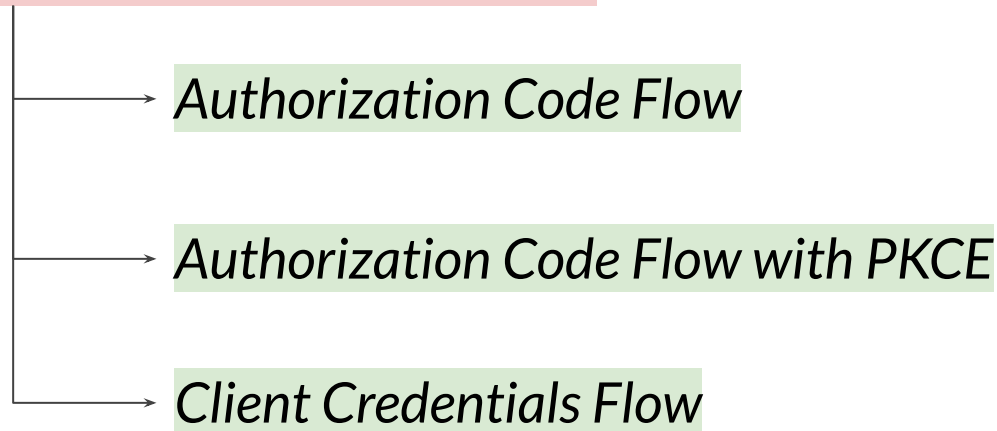 Authorization Code Flow
Authorization Code Flow with PKCE
Client Credentials Flow